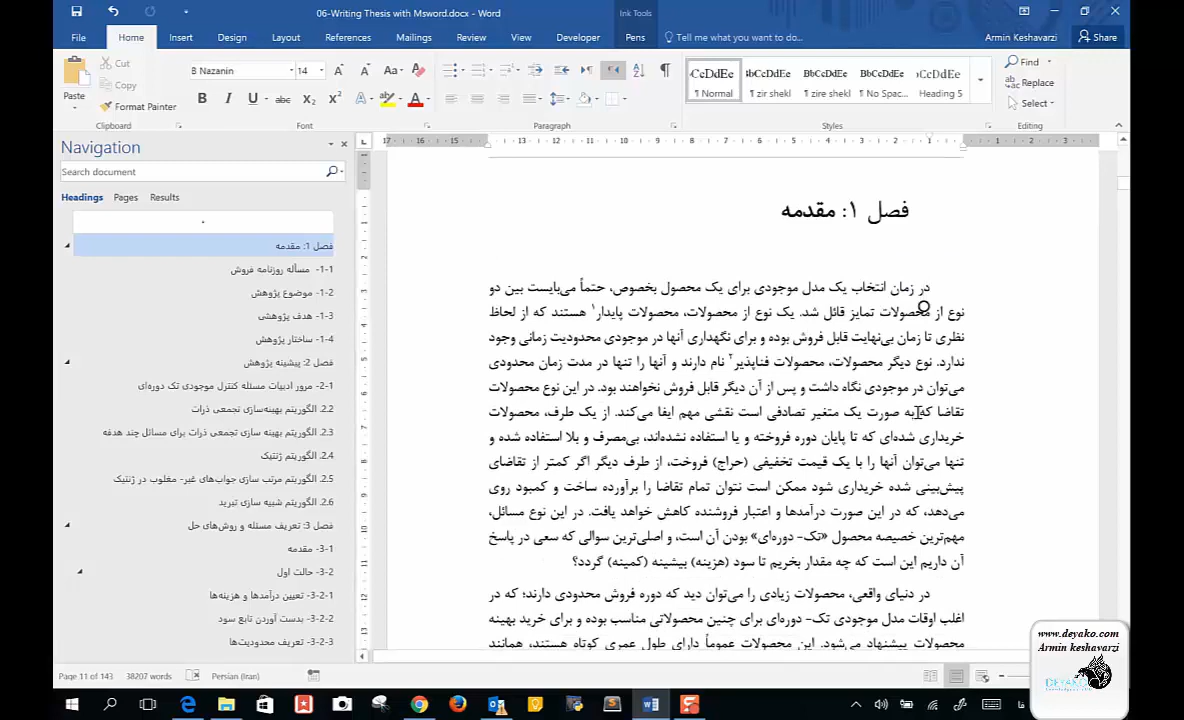 06-Writing Thesis with Msword.docx - Word
Ink Tools
File Home Insert Design Layout References Mailings Review View Developer Pens Tell me what you want to do... Armin Keshavarzi Share
Cut
Copy
Paste
Format Painter
B Nazanin 14
AaBbCcDdEe
Normal
zir shekl
zire shekl
No Spac...
Heading 5
Find
Replace
Select
Clipboard Font Paragraph Styles Editing
Navigation
Search document
Headings Pages Results
فصل 1: مقدمه
1-1- مسأله روزنامه فروش
1-2- موضوع پژوهش
1-3- هدف پژوهش
1-4- ساختار پژوهش
فصل 2: پیشینه پژوهش
2-1- مرور ادبیات مسئله کنترل موجودی تک دوره‌ای
2.2. الگوریتم بهینه‌سازی تجمعی ذرات
2.3. الگوریتم بهینه سازی تجمعی ذرات برای مسائل چند هدفه
2.4. الگوریتم ژنتیک
2.5. الگوریتم مرتب سازی جواب‌های غیر- مغلوب در ژنتیک
2.6. الگوریتم شبیه سازی تبرید
فصل 3: تعریف مسئله و روش‌های حل
3-1- مقدمه
3-2- حالت اول
3-2-1- تعیین درآمدها و هزینه‌ها
3-2-2- بدست آوردن تابع سود
3-2-3- تعریف محدودیت‌ها
فصل ۱: مقدمه
در زمان انتخاب یک مدل موجودی برای یک محصول بخصوص، حتماً می‌بایست بین دو
نوع از محصولات تمایز قائل شد. یک نوع از محصولات، محصولات پایدار۱ هستند که از لحاظ
نظری تا زمان بی‌نهایت قابل فروش بوده و برای نگهداری آنها در موجودی محدودیت زمانی وجود
ندارد. نوع دیگر محصولات، محصولات فناپذیر۲ نام دارند و آنها را تنها در مدت زمان محدودی
می‌توان در موجودی نگاه داشت و پس از آن دیگر قابل فروش نخواهند بود. در این نوع محصولات
تقاضا که به صورت یک متغیر تصادفی است نقشی مهم ایفا می‌کند. از یک طرف، محصولات
خریداری شده‌ای که تا پایان دوره فروخته و یا استفاده نشده‌اند، بی‌مصرف و بلا استفاده شده و
تنها می‌توان آنها را با یک قیمت تخفیفی (حراج) فروخت، از طرف دیگر اگر کمتر از تقاضای
پیش‌بینی شده خریداری شود ممکن است نتوان تمام تقاضا را برآورده ساخت و کمبود روی
می‌دهد، که در این صورت درآمدها و اعتبار فروشنده کاهش خواهد یافت. در این نوع مسائل،
مهم‌ترین خصیصه محصول «تک- دوره‌ای» بودن آن است، و اصلی‌ترین سوالی که سعی در پاسخ
آن داریم این است که چه مقدار بخریم تا سود (هزینه) بیشینه (کمینه) گردد؟
در دنیای واقعی، محصولات زیادی را می‌توان دید که دوره فروش محدودی دارند؛ که در
اغلب اوقات مدل موجودی تک- دوره‌ای برای چنین محصولاتی مناسب بوده و برای خرید بهینه
محصولات پیشنهاد می‌شود. این محصولات عموماً دارای طول عمری کوتاه هستند، همانند
Page 11 of 143 38207 words Persian (Iran)
www.deyako.com
Armin keshavarzi
DEYAKO